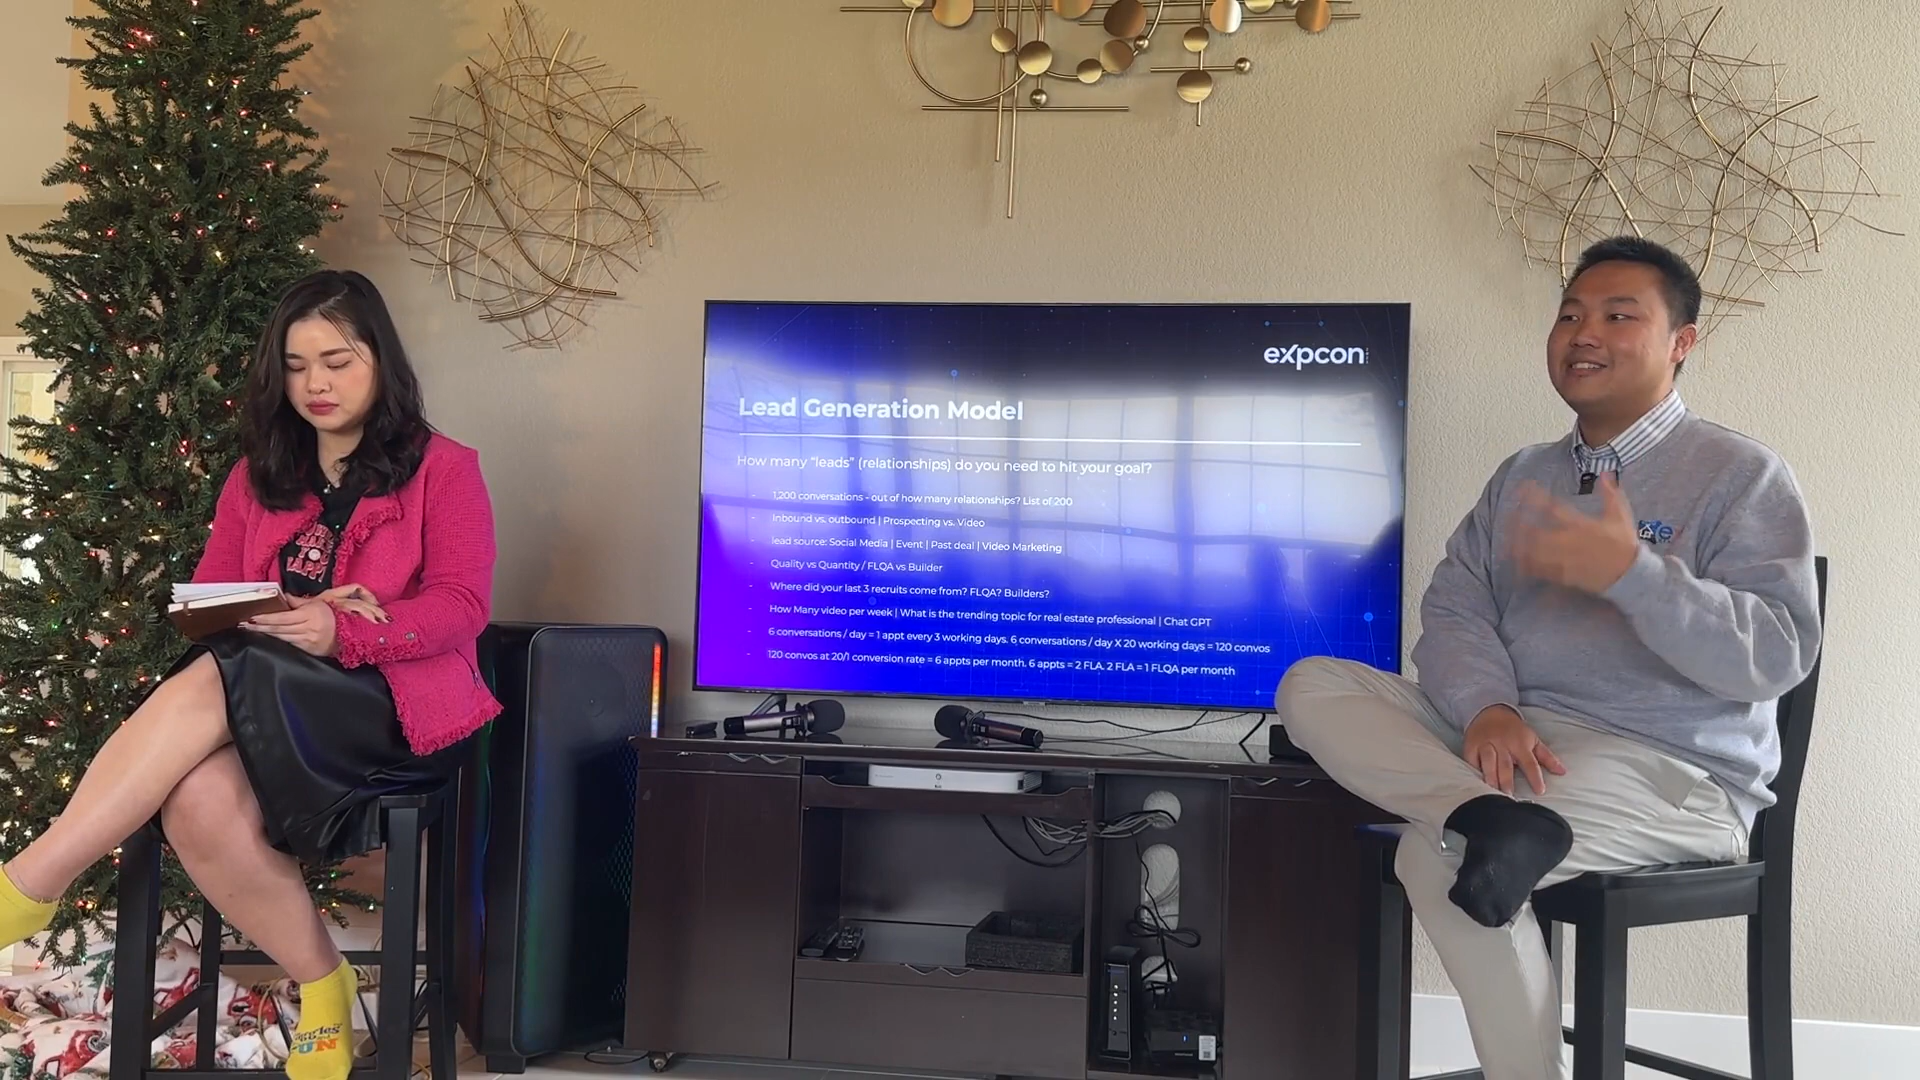 expcon
Lead Generation Model
How many “leads” (relationships) do you need to hit your goal?
- 1,200 conversations - out of how many relationships? List of 200
- Inbound vs. outbound | Prospecting vs. Video
- lead source: Social Media | Event | Past deal | Video Marketing
- Quality vs Quantity / FLQA vs Builder
- Where did your last 3 recruits come from? FLQA? Builders?
- How Many video per week | What is the trending topic for real estate professional | Chat GPT
- 6 conversations / day = 1 appt every 3 working days. 6 conversations / day X 20 working days = 120 convos
- 120 convos at 20/1 conversion rate = 6 appts per month. 6 appts = 2 FLA. 2 FLA = 1 FLQA per month
HAPPY